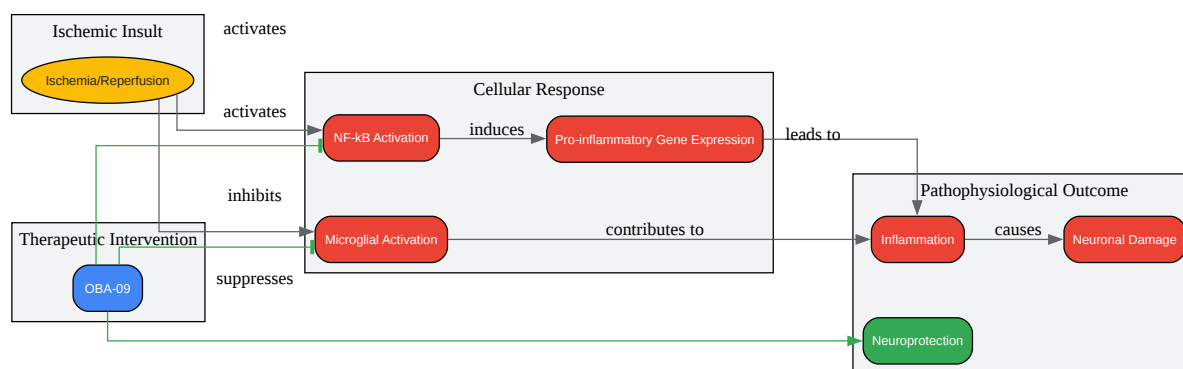 Ischemic Insult
activates
Ischemia/Reperfusion
Cellular Response
activates
NF-kB Activation
induces
Pro-inflammatory Gene Expression
leads to
inhibits
Pathophysiological Outcome
Therapeutic Intervention
Microglial Activation
contributes to
Inflammation
causes
Neuronal Damage
suppresses
OBA-09
Neuroprotection